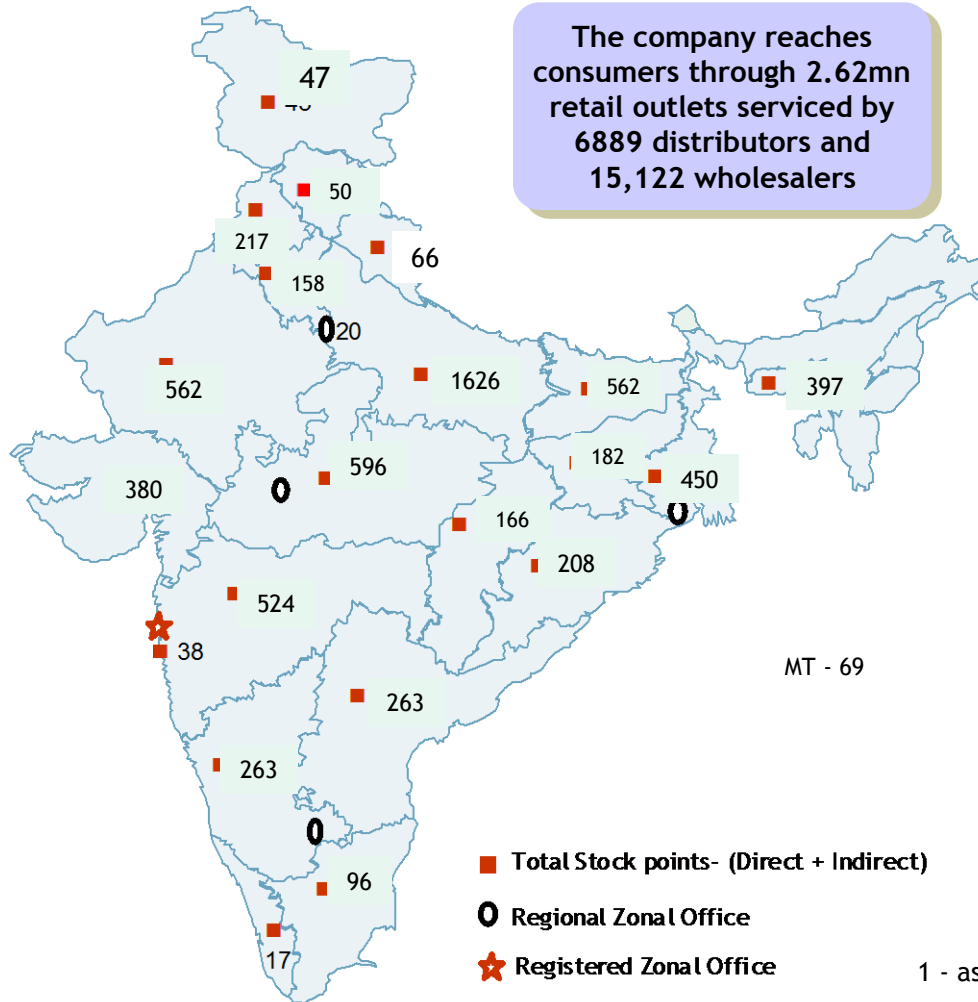 The company reaches
consumers through 2.62mn
retail outlets serviced by
6889 distributors and
15,122 wholesalers
47
50
217
66
158
20
562
1626
562
397
596
182
450
380
166
208
524
38
MT - 69
263
263
96
17
Total Stock points- (Direct + Indirect)
Regional Zonal Office
Registered Zonal Office
1 - as